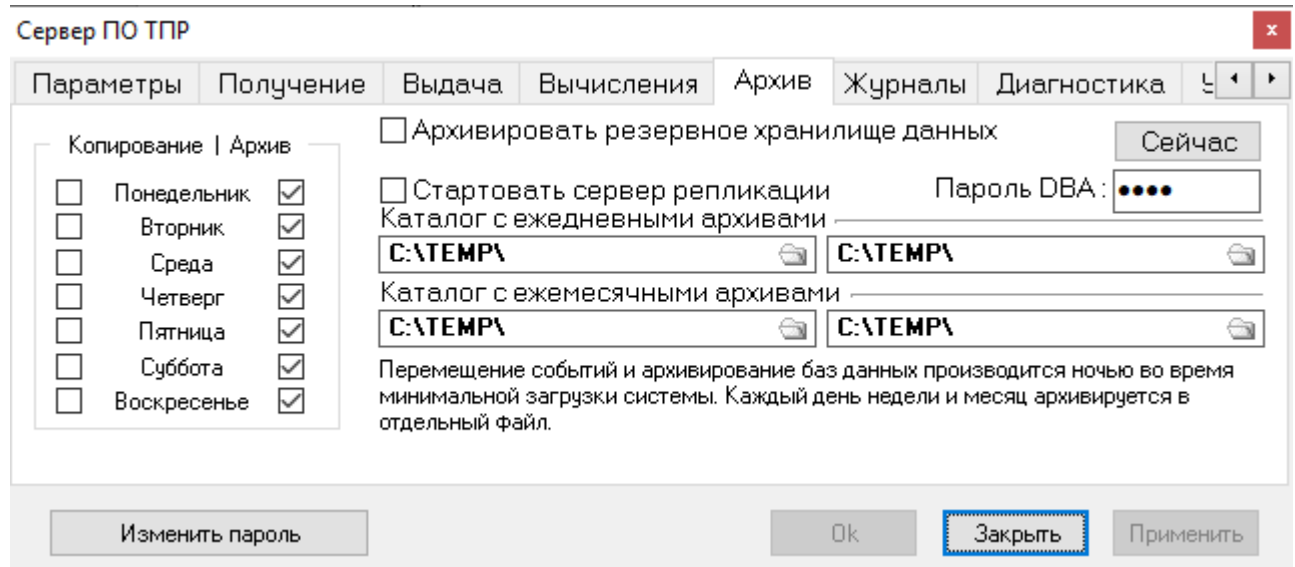 Сервер ПО ТПР
x
Параметры Получение Выдача Вычисления Архив Журналы Диагностика
Копирование | Архив
Понедельник
Вторник
Среда
Четверг
Пятница
Суббота
Воскресенье
Архивировать резервное хранилище данных
Сейчас
Стартовать сервер репликации
Пароль DBA : ●●●●
Каталог с ежедневными архивами
C:\TEMP\ C:\TEMP\
Каталог с ежемесячными архивами
C:\TEMP\ C:\TEMP\
Перемещение событий и архивирование баз данных производится ночью во время
минимальной загрузки системы. Каждый день недели и месяц архивируется в
отдельный файл.
Изменить пароль Ok Закрыть Применить